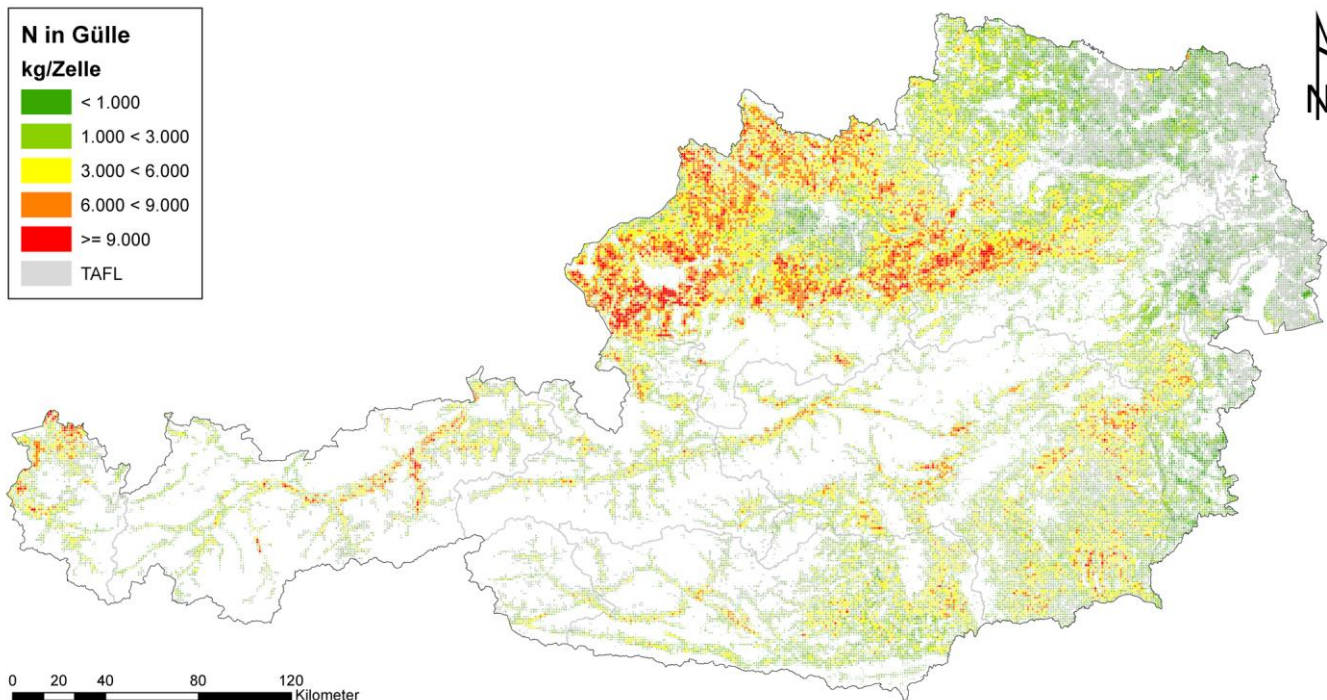 N in Gülle
kg/Zelle
< 1.000
1.000 < 3.000
3.000 < 6.000
6.000 < 9.000
>= 9.000
TAFL
N
0 20 40 80 120
Kilometer